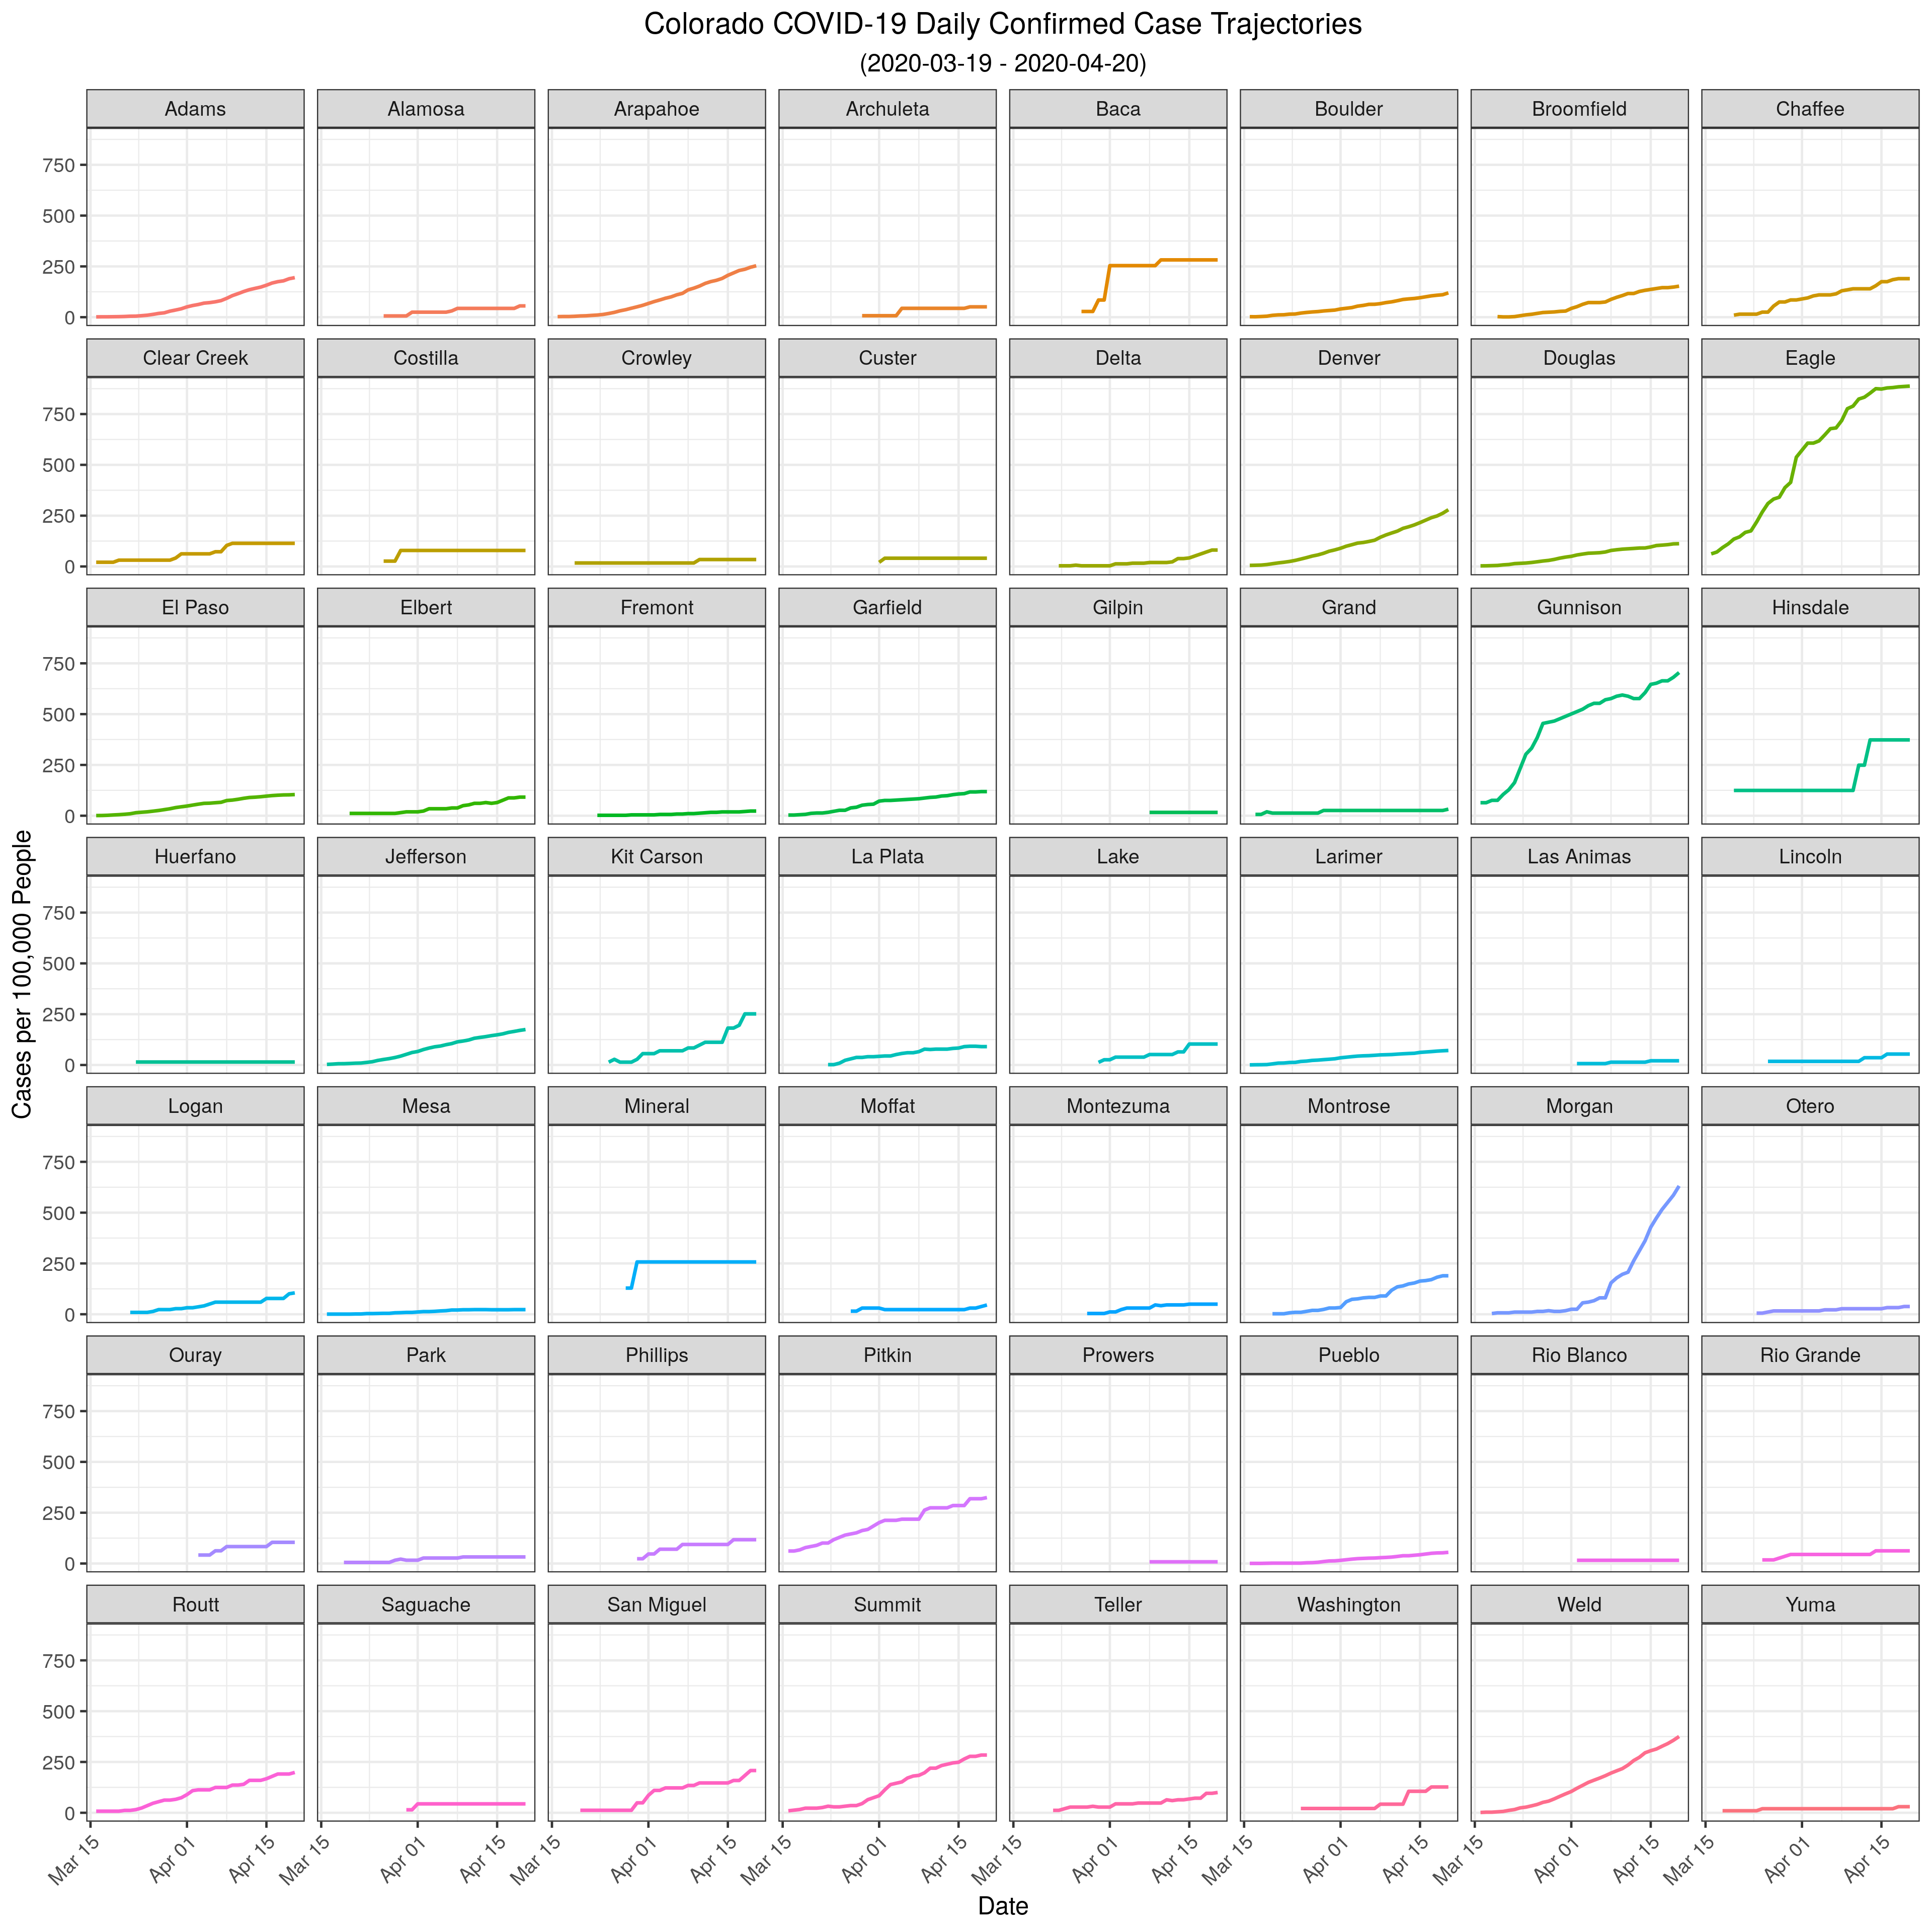 Colorado COVID-19 Daily Confirmed Case Trajectories
(2020-03-19 - 2020-04-20)
Adams Alamosa Arapahoe Archuleta Baca Boulder Broomfield Chaffee
750
500
250
0
Clear Creek Costilla Crowley Custer Delta Denver Douglas Eagle
750
500
250
0
El Paso Elbert Fremont Garfield Gilpin Grand Gunnison Hinsdale
750
500
250
0
Cases per 100,000 People
Huerfano Jefferson Kit Carson La Plata Lake Larimer Las Animas Lincoln
750
500
250
0
Logan Mesa Mineral Moffat Montezuma Montrose Morgan Otero
750
500
250
0
Ouray Park Phillips Pitkin Prowers Pueblo Rio Blanco Rio Grande
750
500
250
0
Routt Saguache San Miguel Summit Teller Washington Weld Yuma
750
500
250
0
Mar 15 Apr 01 Apr 15 Mar 15 Apr 01 Apr 15 Mar 15 Apr 01 Apr 15 Mar 15 Apr 01 Apr 15 Mar 15 Apr 01 Apr 15 Mar 15 Apr 01 Apr 15 Mar 15 Apr 01 Apr 15 Mar 15 Apr 01 Apr 15
Date